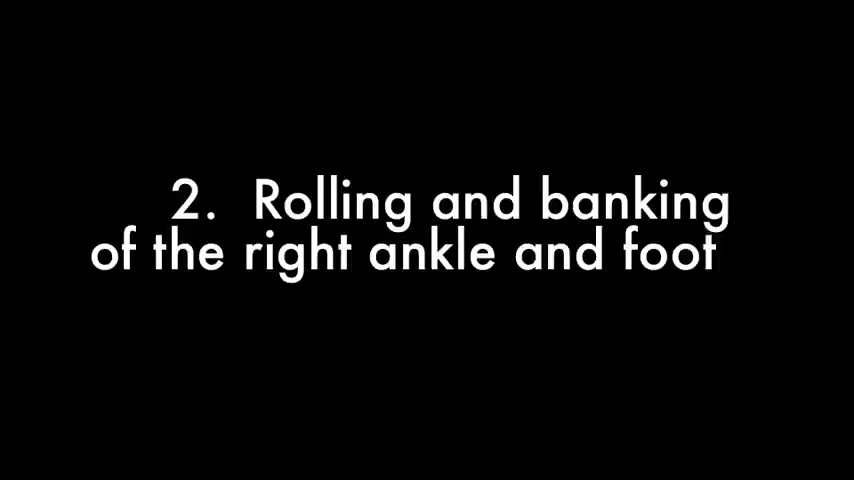 2. Rolling and banking
of the right ankle and foot